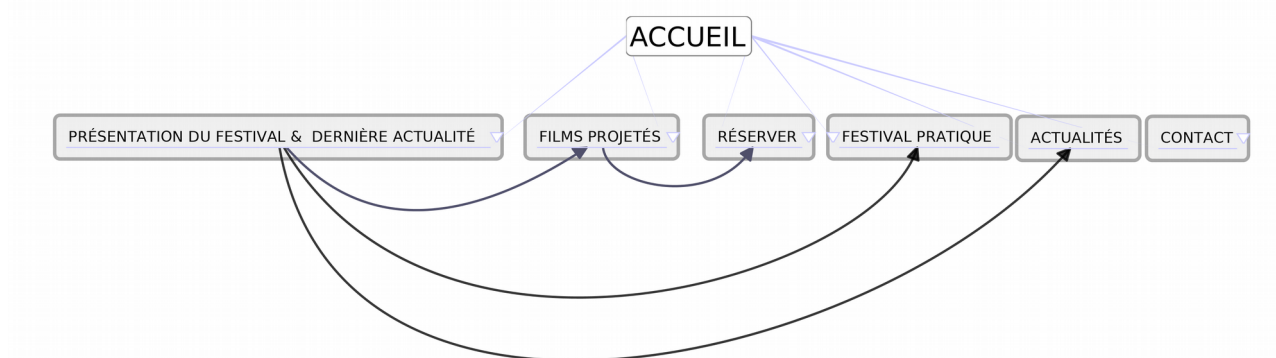 ACCUEIL
PRÉSENTATION DU FESTIVAL & DERNIÈRE ACTUALITÉ
FILMS PROJETÉS
RÉSERVER
FESTIVAL PRATIQUE
ACTUALITÉS
CONTACT